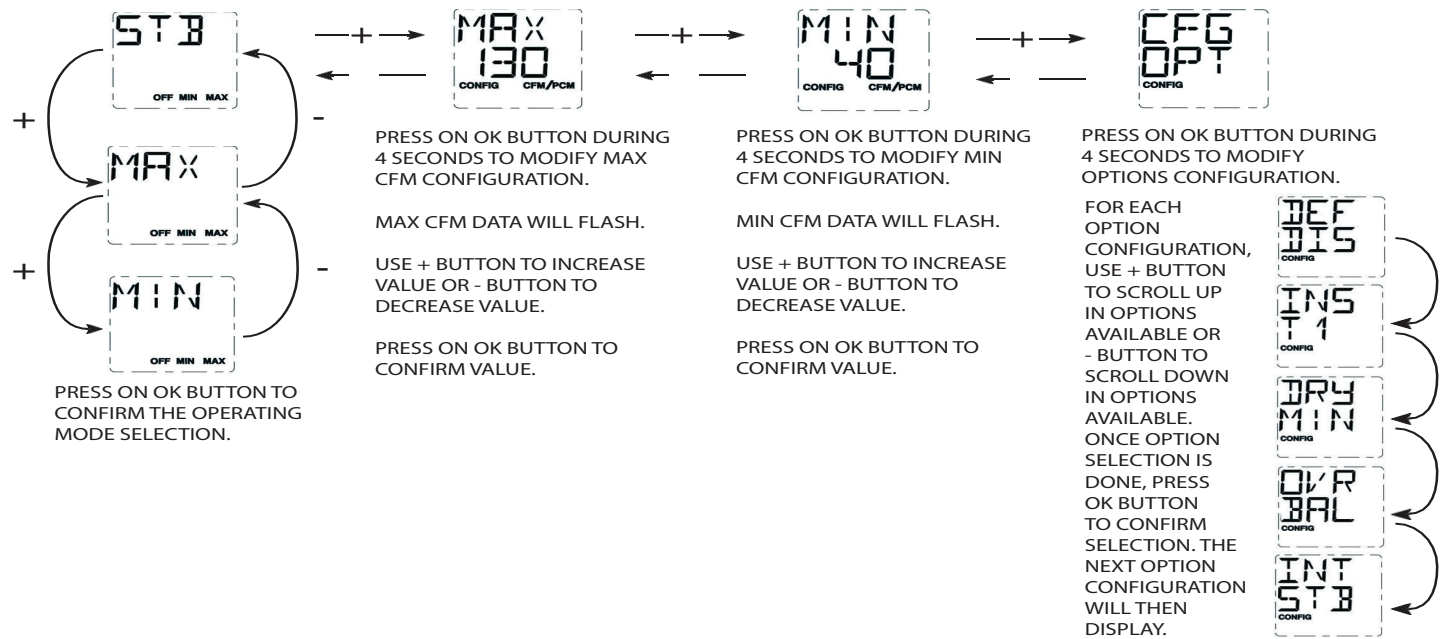 STB
OFF MIN MAX
+
-
MAX
OFF MIN MAX
+
-
MIN
OFF MIN MAX
PRESS ON OK BUTTON TO
CONFIRM THE OPERATING
MODE SELECTION.
+
MAX
130
CONFIG CFM/PCM
PRESS ON OK BUTTON DURING
4 SECONDS TO MODIFY MAX
CFM CONFIGURATION.
MAX CFM DATA WILL FLASH.
USE + BUTTON TO INCREASE
VALUE OR - BUTTON TO
DECREASE VALUE.
PRESS ON OK BUTTON TO
CONFIRM VALUE.
+
MIN
40
CONFIG CFM/PCM
PRESS ON OK BUTTON DURING
4 SECONDS TO MODIFY MIN
CFM CONFIGURATION.
MIN CFM DATA WILL FLASH.
USE + BUTTON TO INCREASE
VALUE OR - BUTTON TO
DECREASE VALUE.
PRESS ON OK BUTTON TO
CONFIRM VALUE.
+
CFG
OPT
CONFIG
PRESS ON OK BUTTON DURING
4 SECONDS TO MODIFY
OPTIONS CONFIGURATION.
FOR EACH
OPTION
CONFIGURATION,
USE + BUTTON
TO SCROLL UP
IN OPTIONS
AVAILABLE OR
- BUTTON TO
SCROLL DOWN
IN OPTIONS
AVAILABLE.
ONCE OPTION
SELECTION IS
DONE, PRESS
OK BUTTON
TO CONFIRM
SELECTION. THE
NEXT OPTION
CONFIGURATION
WILL THEN
DISPLAY.
DEF
DIS
CONFIG
INS
T1
CONFIG
DRY
MIN
CONFIG
OVR
BAL
CONFIG
INT
STB
CONFIG